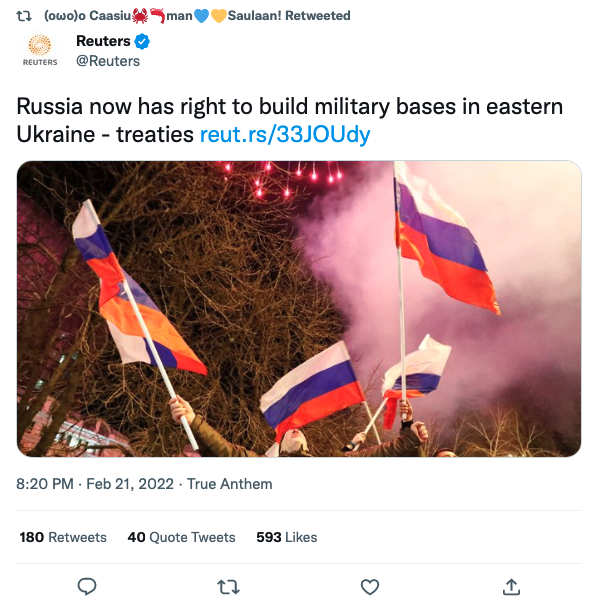 (oωo)o Caasiu🦀🦐man💙💛Saulaan! Retweeted
Reuters
@Reuters
REUTERS
Russia now has right to build military bases in eastern
Ukraine - treaties reut.rs/33JOUdy
8:20 PM · Feb 21, 2022 · True Anthem
180 Retweets 40 Quote Tweets 593 Likes